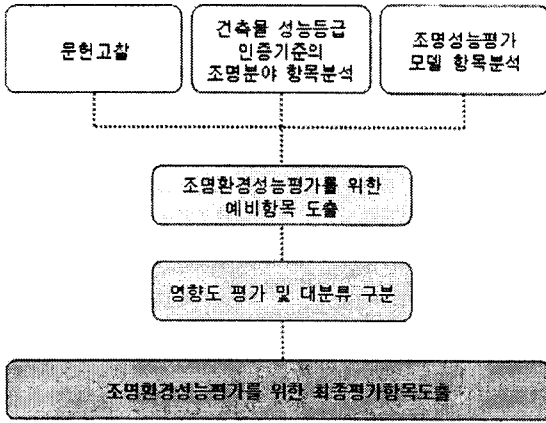 문헌고찰
건축물 성능등급
인증기준의
조명분야 항목분석
조명성능평가
모델 항목분석
조명환경성능평가를 위한
예비항목 도출
영향도 평가 및 대분류 구분
조명환경성능평가를 위한 최종평가항목도출